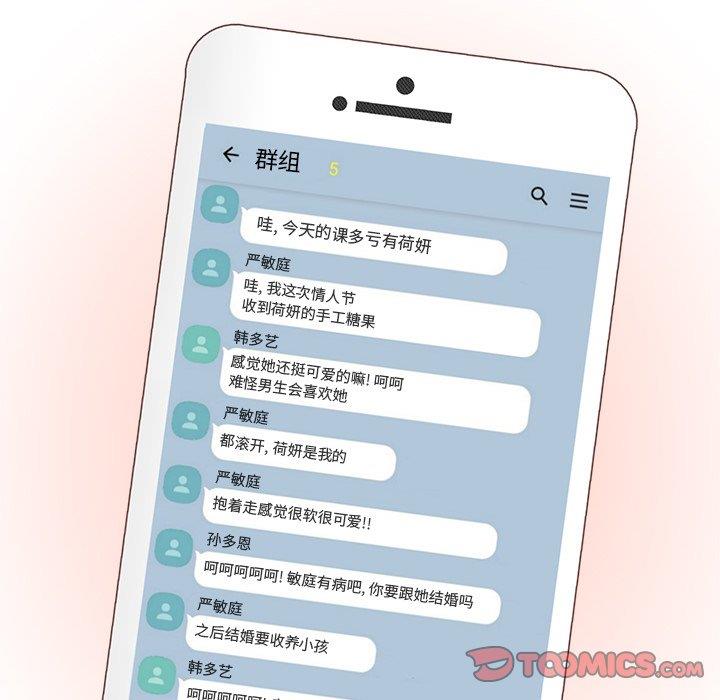 群组 5
哇, 今天的课多亏有荷妍
严敏庭
哇, 我这次情人节
收到荷妍的手工糖果
韩多艺
感觉她还挺可爱的嘛! 呵呵
难怪男生会喜欢她
严敏庭
都滚开, 荷妍是我的
严敏庭
抱着走感觉很软很可爱!!
孙多恩
呵呵呵呵呵! 敏庭有病吧, 你要跟她结婚吗
严敏庭
之后结婚要收养小孩
韩多艺
呵呵呵呵呵!
TOOMICS.COM